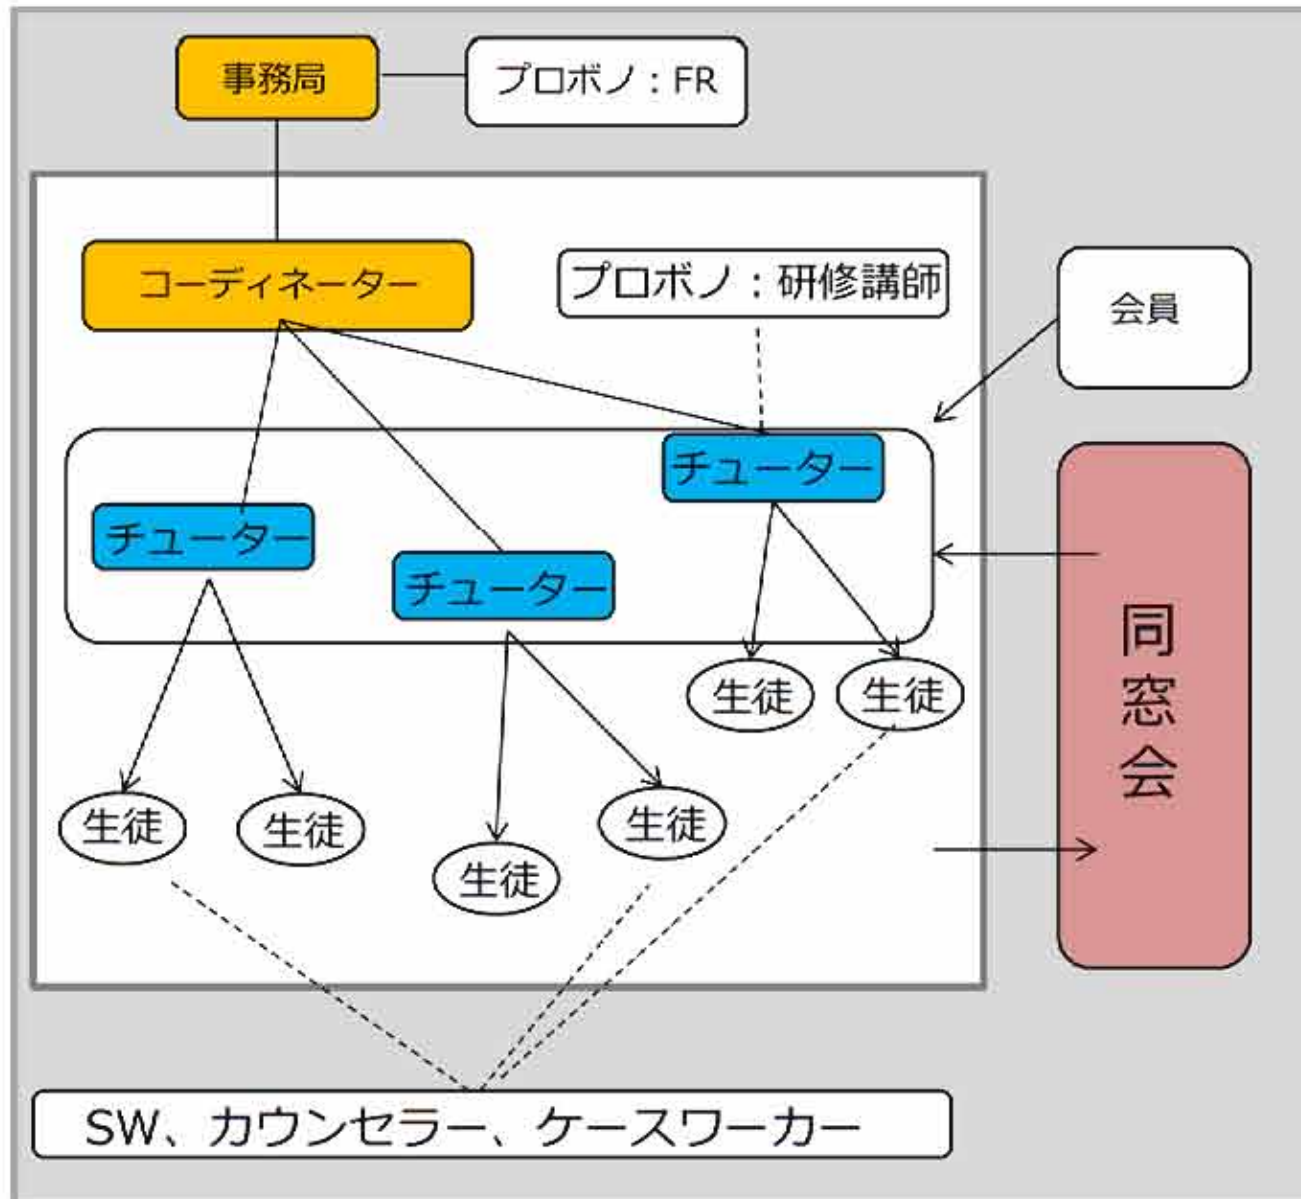 事務局
プロボノ：FR
コーディネーター
プロボノ：研修講師
会員
チューター
チューター
チューター
同窓会
生徒
生徒
生徒
生徒
生徒
生徒
SW、カウンセラー、ケースワーカー